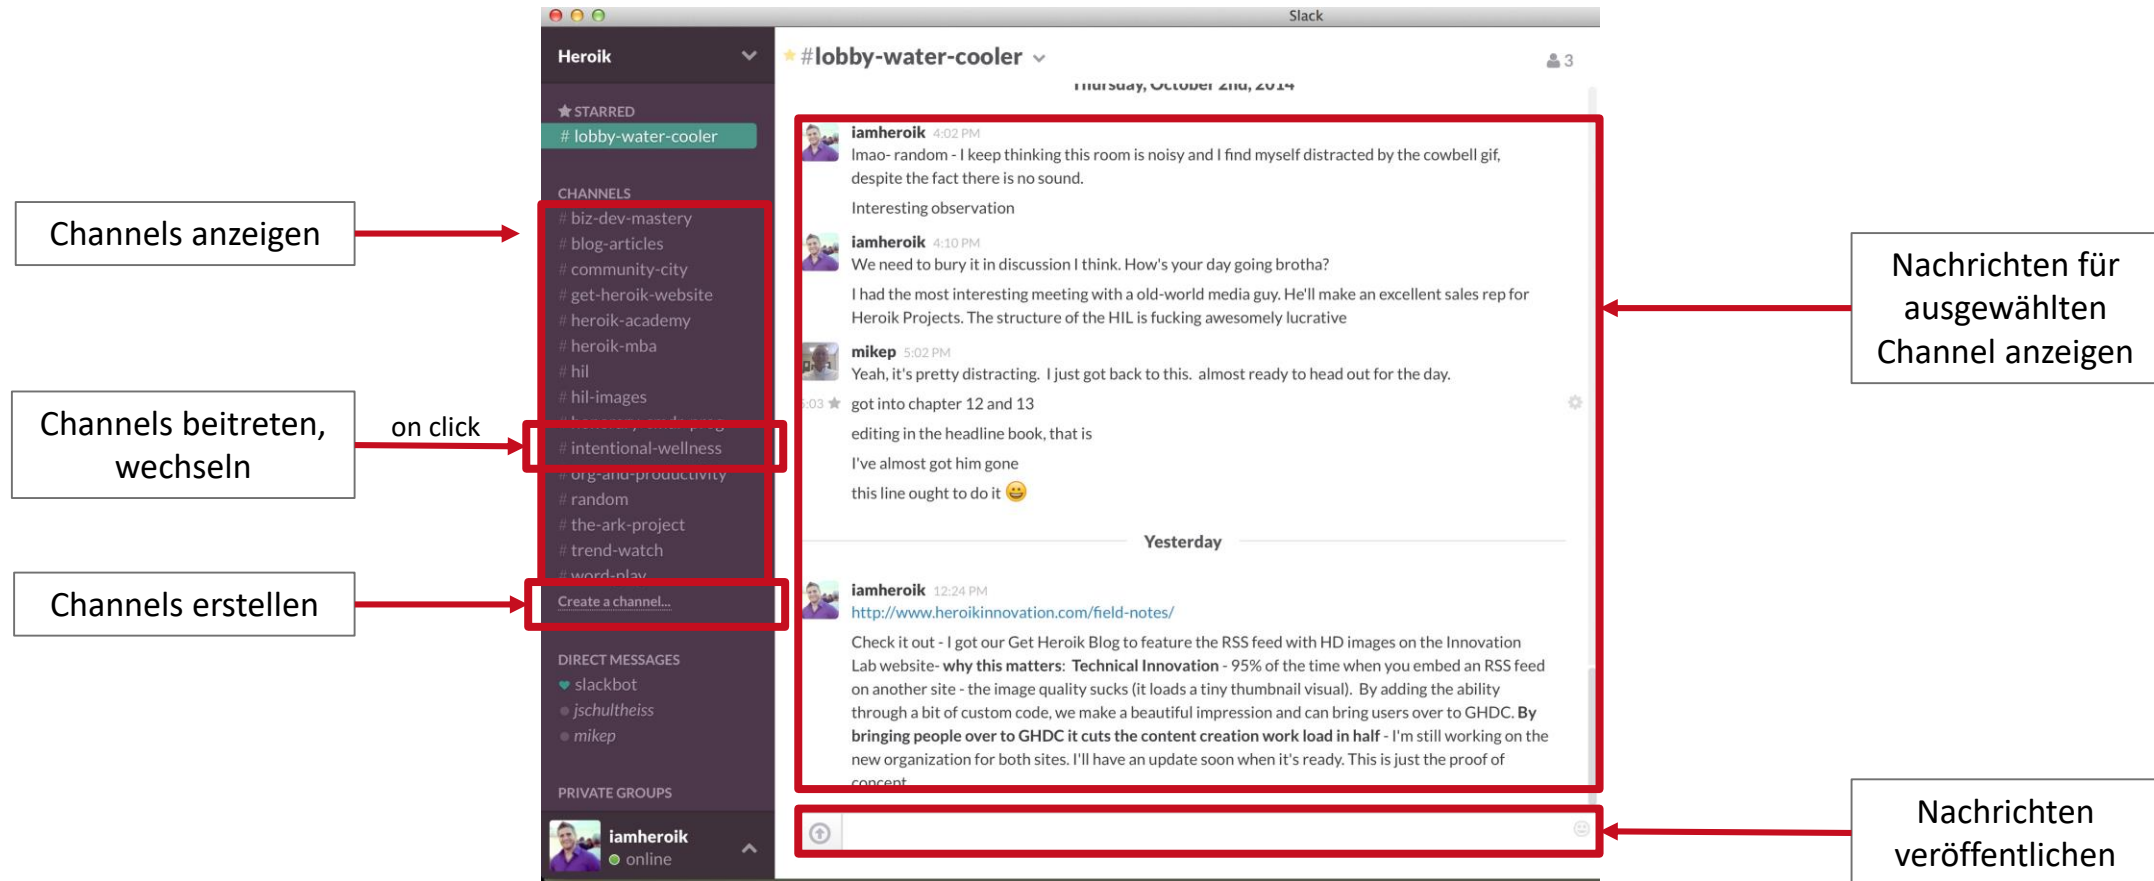 Slack
Heroik
STARRED
# lobby-water-cooler
CHANNELS
# biz-dev-mastery
# blog-articles
# community-city
# get-heroik-website
# heroik-academy
# heroik-mba
# hil
# hil-images
# intentional-wellness
# org-and-productivity
# random
# the-ark-project
# trend-watch
# word-play
Create a channel...
DIRECT MESSAGES
slackbot
jschultheiss
mikep
PRIVATE GROUPS
iamheroik
online
#lobby-water-cooler
3
Thursday, October 2nd, 2014
iamheroik 4:02 PM
lmao- random - I keep thinking this room is noisy and I find myself distracted by the cowbell gif,
despite the fact there is no sound.
Interesting observation
iamheroik 4:10 PM
We need to bury it in discussion I think. How's your day going brotha?
I had the most interesting meeting with a old-world media guy. He'll make an excellent sales rep for
Heroik Projects. The structure of the HIL is fucking awesomely lucrative
mikep 5:02 PM
Yeah, it's pretty distracting. I just got back to this. almost ready to head out for the day.
5:03 got into chapter 12 and 13
editing in the headline book, that is
I've almost got him gone
this line ought to do it 😀
Yesterday
iamheroik 12:24 PM
http://www.heroikinnovation.com/field-notes/
Check it out - I got our Get Heroik Blog to feature the RSS feed with HD images on the Innovation
Lab website- why this matters: Technical Innovation - 95% of the time when you embed an RSS feed
on another site - the image quality sucks (it loads a tiny thumbnail visual). By adding the ability
through a bit of custom code, we make a beautiful impression and can bring users over to GHDC. By
bringing people over to GHDC it cuts the content creation work load in half - I'm still working on the
new organization for both sites. I'll have an update soon when it's ready. This is just the proof of
concept
Channels anzeigen
Channels beitreten,
wechseln
on click
Channels erstellen
Nachrichten für
ausgewählten
Channel anzeigen
Nachrichten
veröffentlichen